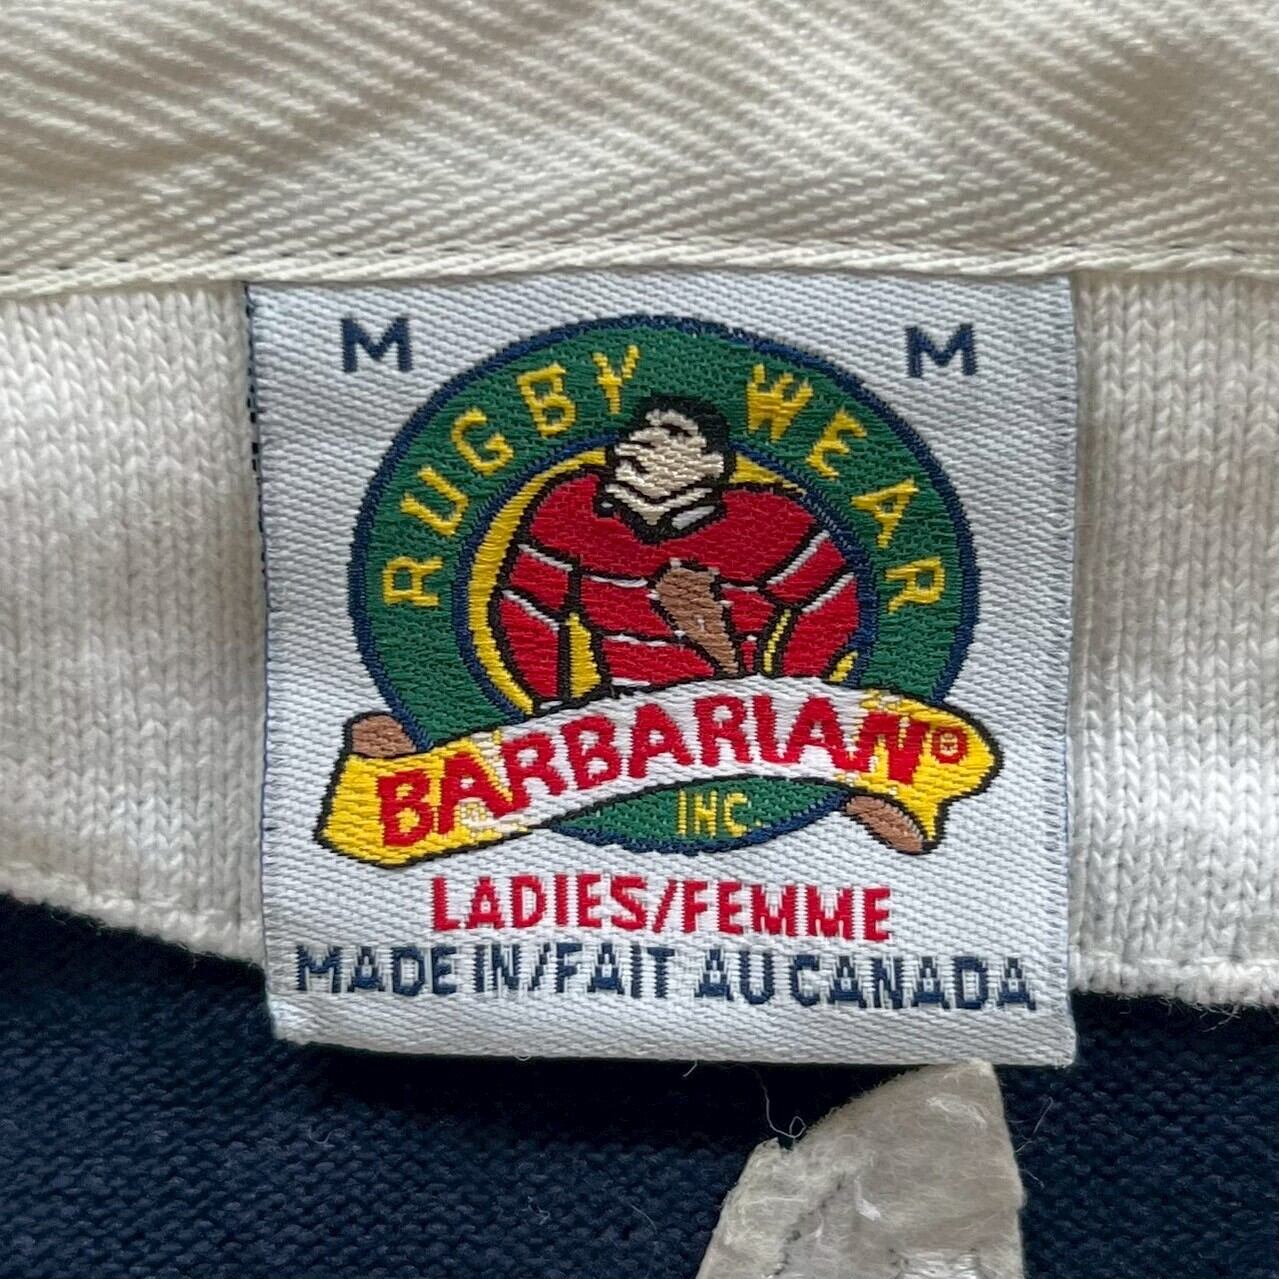 M M
RUGBY WEAR
BARBARIAN
INC.
LADIES/FEMME
MADE IN/FAIT AU CANADA